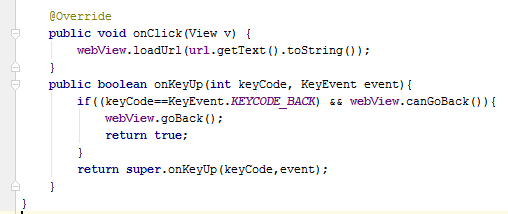 @Override
public void onClick(View v) {
webView.loadUrl(url.getText().toString());
}
public boolean onKeyUp(int keyCode, KeyEvent event){
if((keyCode==KeyEvent.KEYCODE_BACK) && webView.canGoBack()){
webView.goBack();
return true;
}
return super.onKeyUp(keyCode,event);
}
}